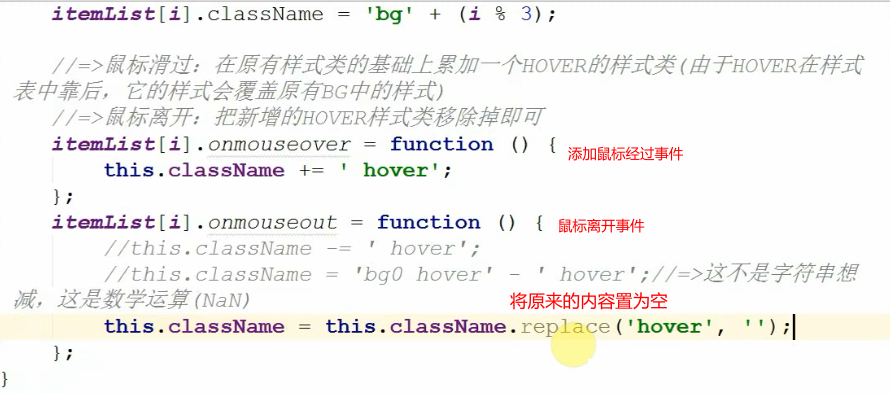 itemList[i].className = 'bg' + (i % 3);
//=>鼠标滑过：在原有样式类的基础上累加一个HOVER的样式类(由于HOVER在样式
表中靠后，它的样式会覆盖原有BG中的样式)
//=>鼠标离开：把新增的HOVER样式类移除掉即可
itemList[i].onmouseover = function () { 添加鼠标经过事件
this.className += ' hover';
};
itemList[i].onmouseout = function () { 鼠标离开事件
//this.className -= ' hover';
//this.className = 'bg0 hover' - ' hover';//=>这不是字符串想
减，这是数学运算(NaN)
将原来的内容置为空
this.className = this.className.replace('hover', '');
};
}